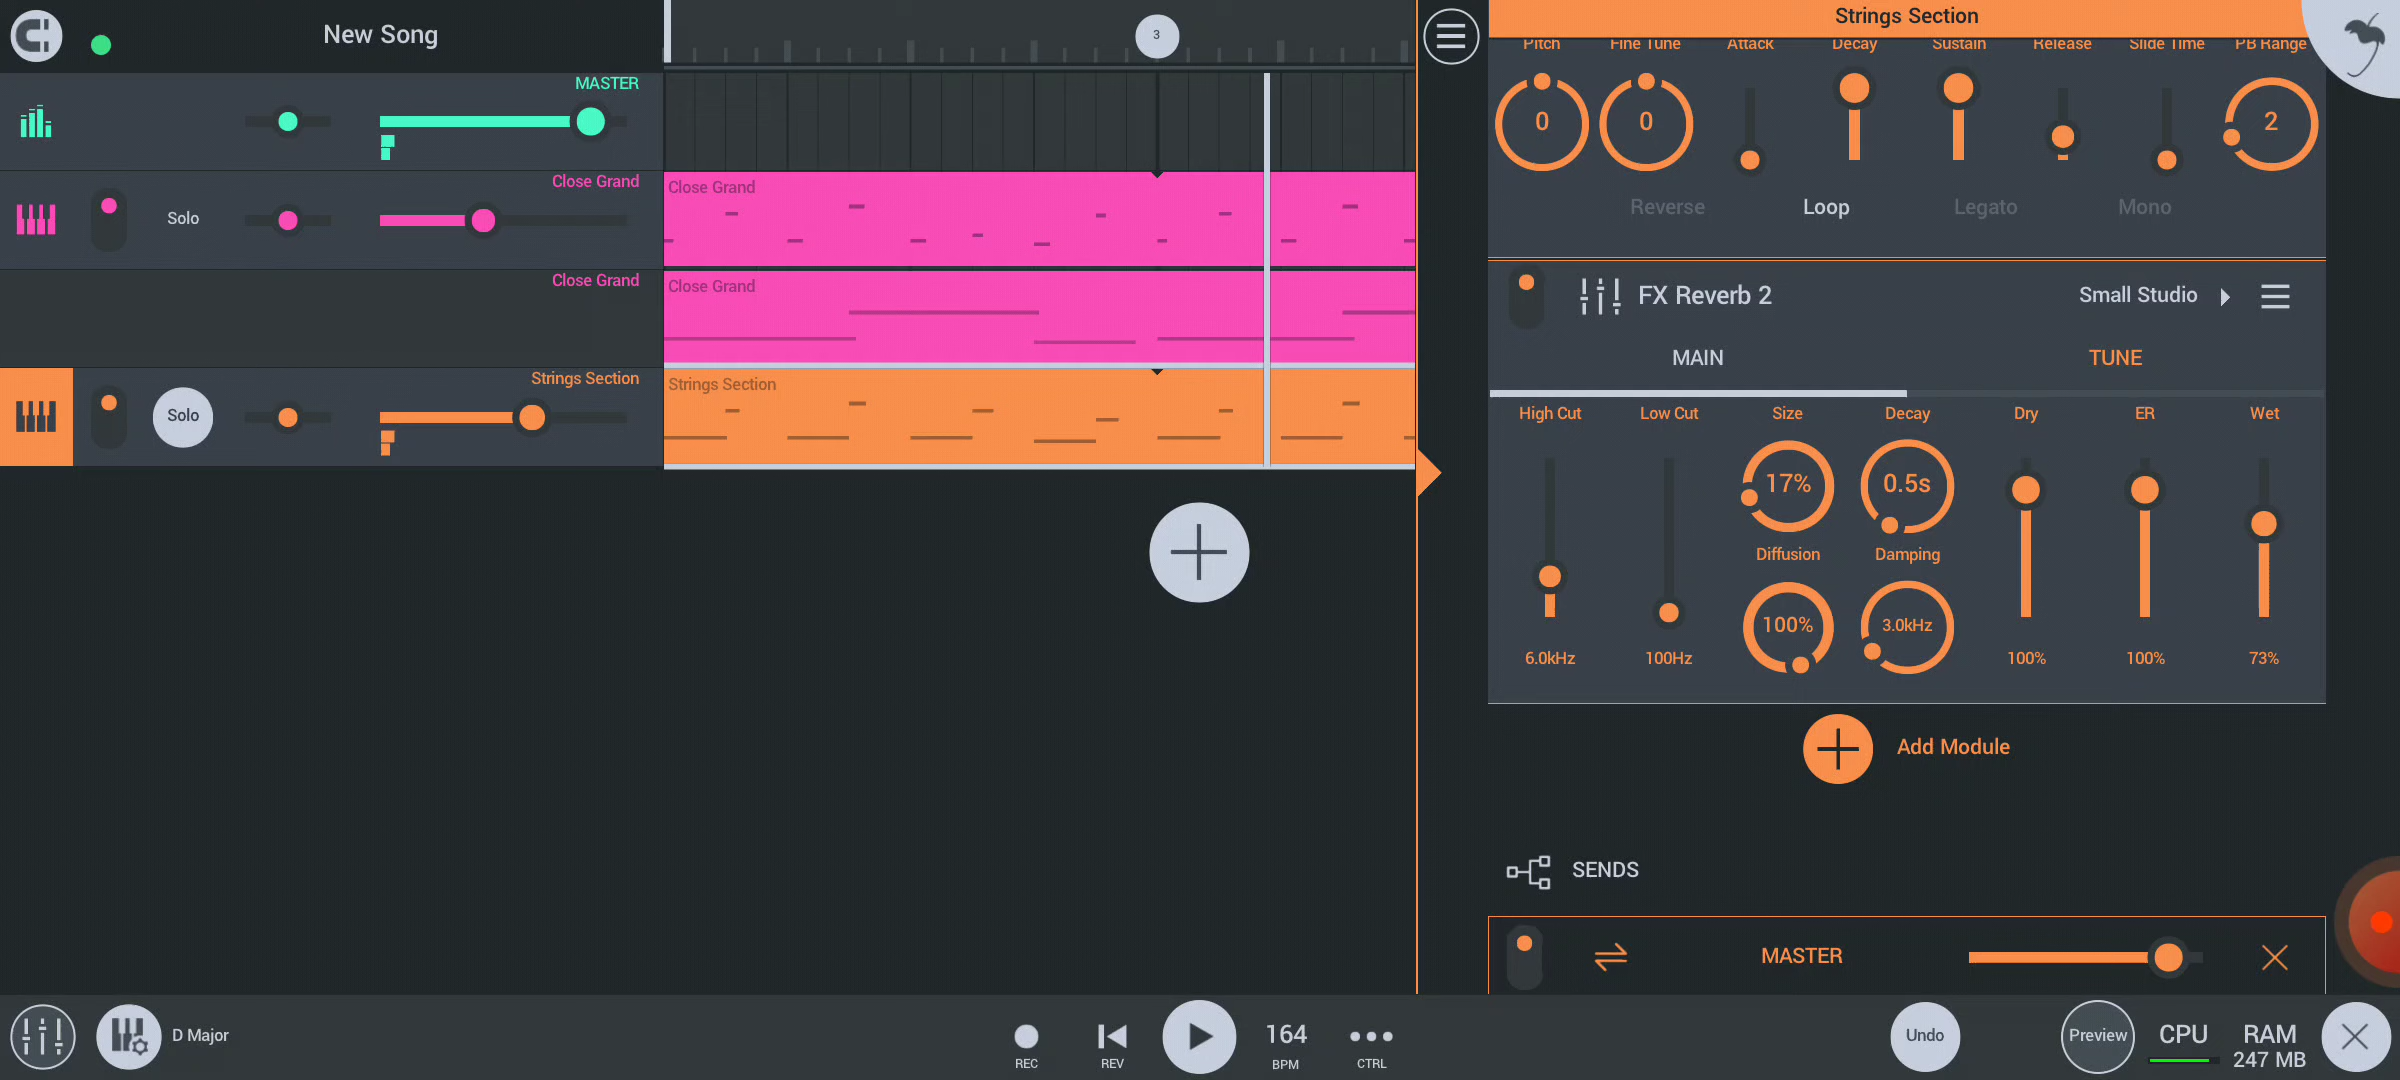 New Song
3
MASTER
Close Grand
Solo
Close Grand
Close Grand
Close Grand
Strings Section
Solo
Strings Section
Strings Section
Pitch Fine Tune Attack Decay Sustain Release Slide Time PB Range
0 0 2
Reverse Loop Legato Mono
FX Reverb 2 Small Studio
MAIN TUNE
High Cut Low Cut Size Decay Dry ER Wet
17% 0.5s
Diffusion Damping
100% 3.0kHz
6.0kHz 100Hz 100% 100% 73%
Add Module
SENDS
MASTER
D Major
REC REV 164 BPM CTRL
Undo Preview CPU RAM
247 MB